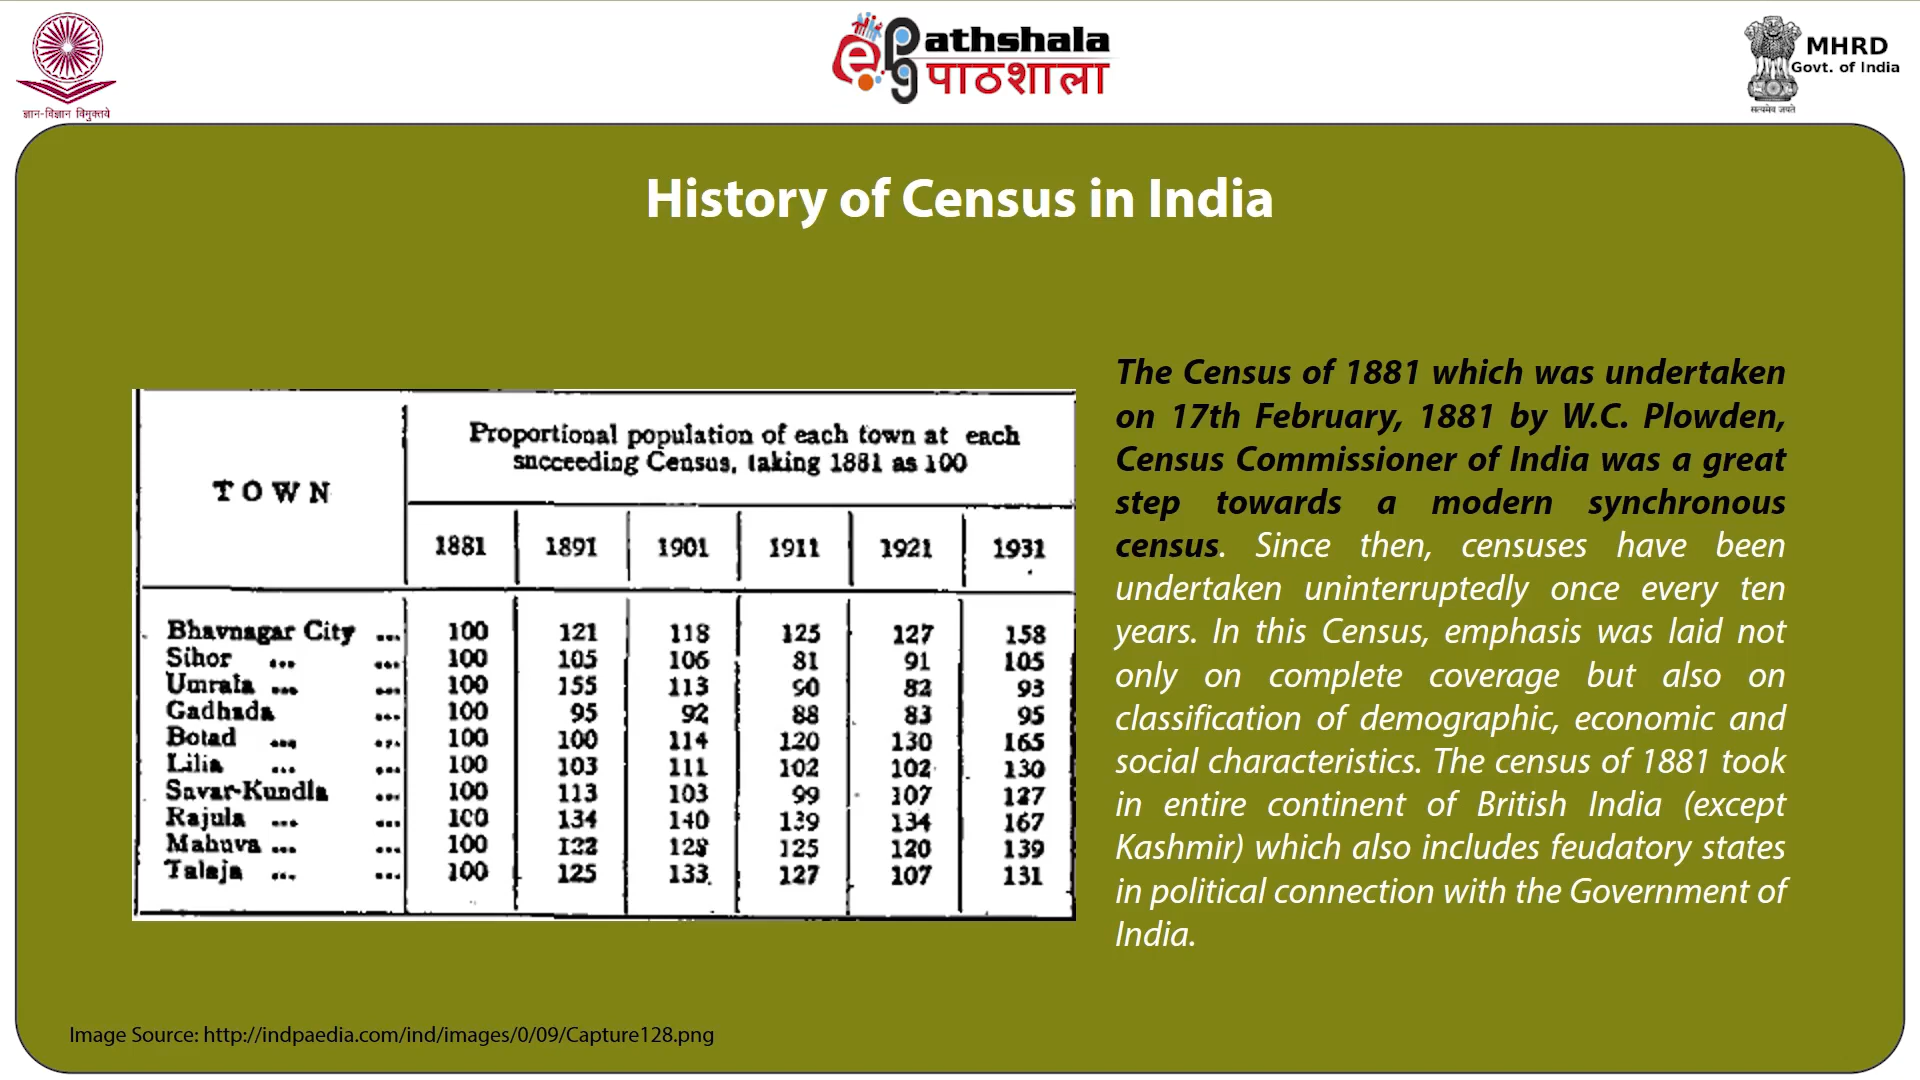 ज्ञान-विज्ञान विमुक्तये
ePG Pathshala
पाठशाला
MHRD
Govt. of India
सत्यमेव जयते
History of Census in India
TOWN
Proportional population of each town at each
succeeding Census, taking 1881 as 100
1881 1891 1901 1911 1921 1931
Bhavnagar City ... 100 121 118 125 127 158
Sihor ... ... 100 105 106 81 91 105
Umrala ... ... 100 155 113 90 82 93
Gadhada ... 100 95 92 88 83 95
Botad ... ... 100 100 114 120 130 165
Lilia ... ... 100 103 111 102 102 130
Savar-Kundla ... 100 113 103 99 107 127
Rajula ... ... 100 134 140 139 134 167
Mahuva ... ... 100 122 128 125 120 139
Talaja ... ... 100 125 133 127 107 131
The Census of 1881 which was undertaken
on 17th February, 1881 by W.C. Plowden,
Census Commissioner of India was a great
step towards a modern synchronous
census. Since then, censuses have been
undertaken uninterruptedly once every ten
years. In this Census, emphasis was laid not
only on complete coverage but also on
classification of demographic, economic and
social characteristics. The census of 1881 took
in entire continent of British India (except
Kashmir) which also includes feudatory states
in political connection with the Government of
India.
Image Source: http://indpaedia.com/ind/images/0/09/Capture128.png